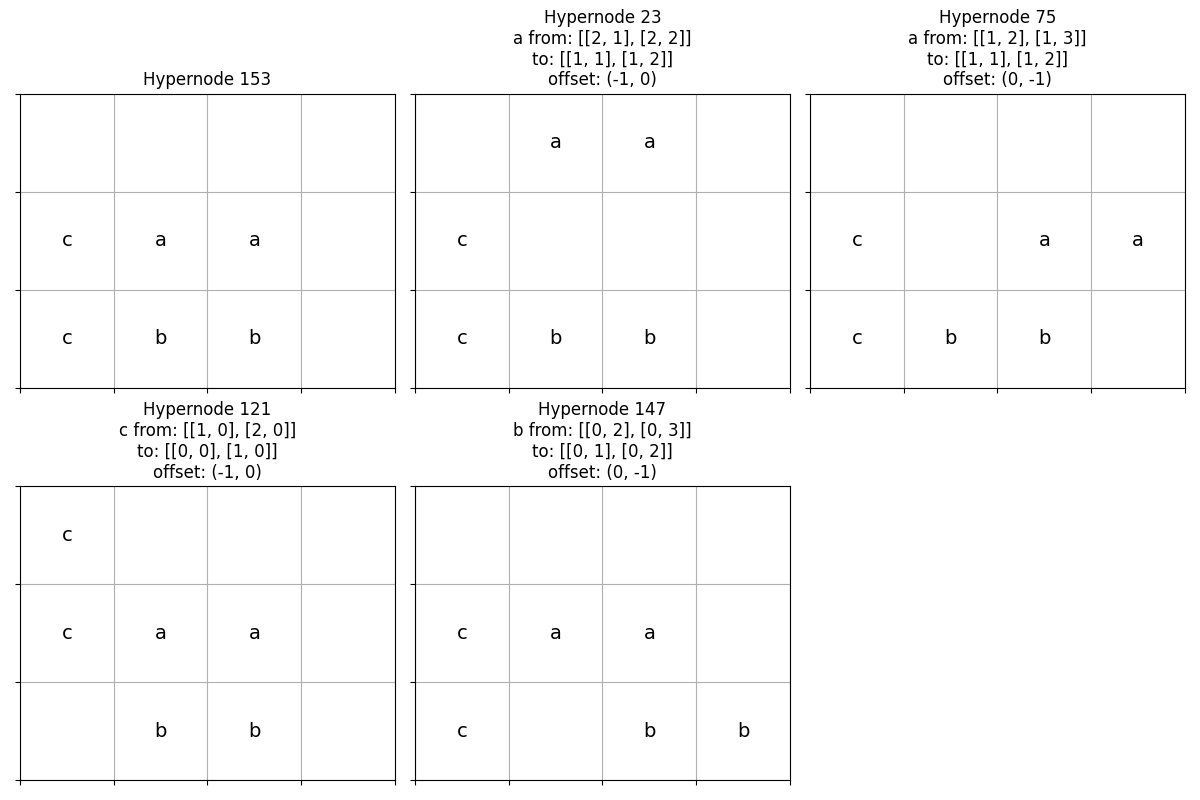 Hypernode 153
c a a
c b b
Hypernode 23
a from: [[2, 1], [2, 2]]
to: [[1, 1], [1, 2]]
offset: (-1, 0)
a a
c
c b b
Hypernode 75
a from: [[1, 2], [1, 3]]
to: [[1, 1], [1, 2]]
offset: (0, -1)
c a a
c b b
Hypernode 121
c from: [[1, 0], [2, 0]]
to: [[0, 0], [1, 0]]
offset: (-1, 0)
c
c a a
b b
Hypernode 147
b from: [[0, 2], [0, 3]]
to: [[0, 1], [0, 2]]
offset: (0, -1)
c a a
c b b